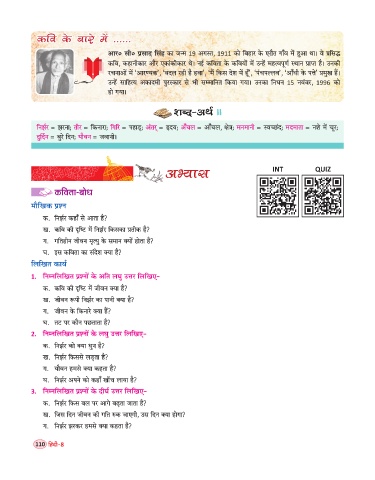 कवि के बारे में ......
आर० सी० प्रसाद सिंह का जन्म 19 अगस्त, 1911 को बिहार के एरौत गाँव में हुआ था। ये प्रसिद्ध
कवि, कहानीकार और एकांकीकार थे। नई कविता के कवियों में उन्हें महत्वपूर्ण स्थान प्राप्त है। उनकी
रचनाओं में 'आरण्यक', 'बदल रही है हवा', 'मैं किस देश में हूँ', 'पंचपल्लव', 'आँधी के पत्ते' प्रमुख हैं।
उन्हें साहित्य अकादमी पुरस्कार से भी सम्मानित किया गया। उनका निधन 15 नवंबर, 1996 को
हो गया।
शब्द-अर्थ
निर्झर = झरना; तीर = किनारा; गिरि = पहाड़; अंतर् = हृदय; आँचल = आँचल, क्षेत्र; मनमानी = स्वच्छंद; मदमाता = नशे में चूर;
दुर्दिन = बुरे दिन; यौवन = जवानी।
अभ्यास
INT QUIZ
कविता-बोध
मौखिक प्रश्न
क. निर्झर कहाँ से आता है?
ख. कवि की दृष्टि में निर्झर किसका प्रतीक है?
ग. गतिहीन जीवन मृत्यु के समान क्यों होता है?
घ. इस कविता का संदेश क्या है?
लिखित कार्य
1. निम्नलिखित प्रश्नों के अति लघु उत्तर लिखिए-
क. कवि की दृष्टि में जीवन क्या है?
ख. जीवन रूपी निर्झर का पानी क्या है?
ग. जीवन के किनारे क्या हैं?
घ. तट पर कौन पछताता है?
2. निम्नलिखित प्रश्नों के लघु उत्तर लिखिए-
क. निर्झर को क्या धुन है?
ख. निर्झर किससे लड़ता है?
ग. यौवन हमसे क्या कहता है?
घ. निर्झर अपने को कहाँ खींच लाया है?
3. निम्नलिखित प्रश्नों के दीर्घ उत्तर लिखिए-
क. निर्झर किस बल पर आगे बढ़ता जाता है?
ख. जिस दिन जीवन की गति रुक जाएगी, उस दिन क्या होगा?
ग. निर्झर झरकर हमसे क्या कहता है?
110 हिन्दी-8